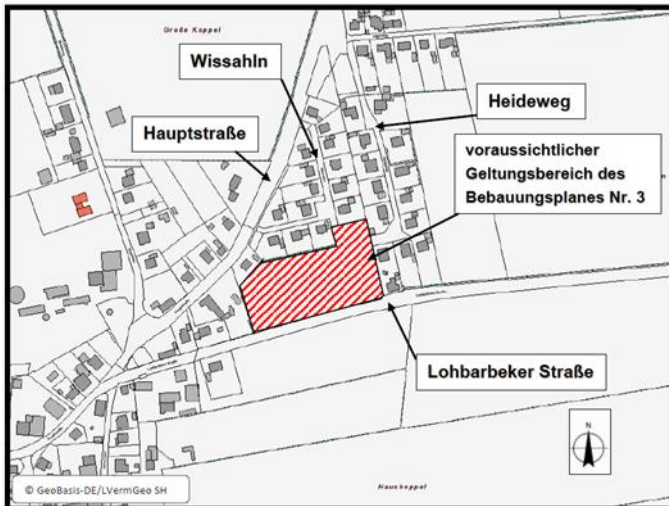 Große Koppel
Wissahln
Heideweg
Hauptstraße
voraussichtlicher
Geltungsbereich des
Bebauungsplanes Nr. 3
Lohbarbeker Straße
N
© GeoBasis-DE/LVermGeo SH
Hauskoppel